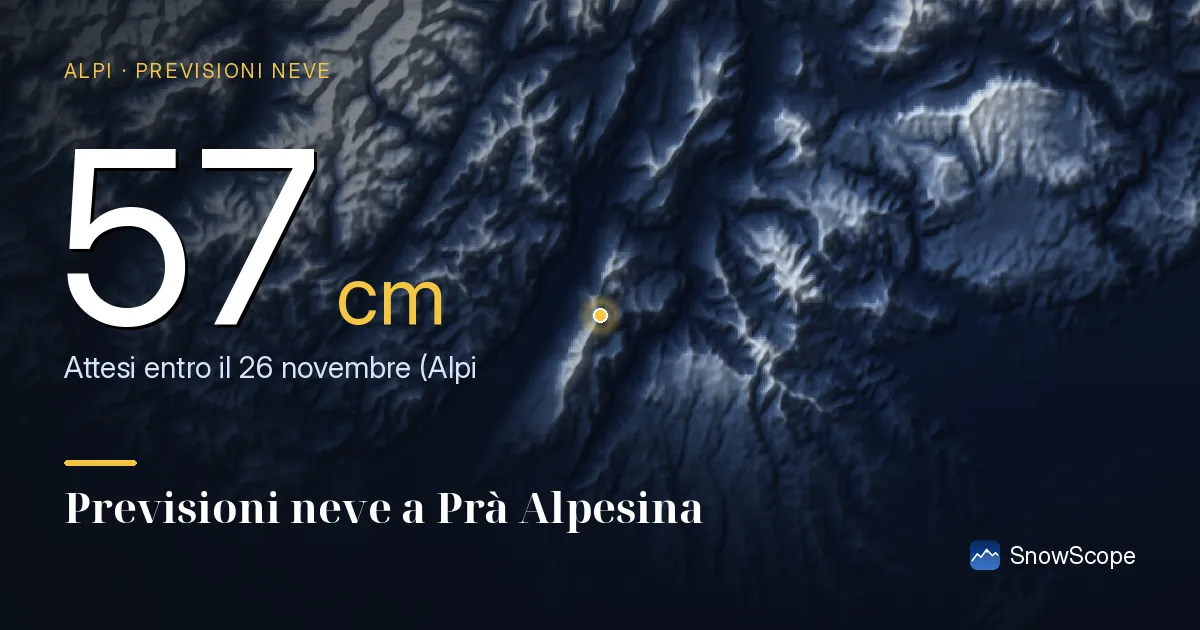 ALPI · PREVISIONI NEVE
57 cm
Attesi entro il 26 novembre (Alpi
Previsioni neve a Prà Alpesina
SnowScope